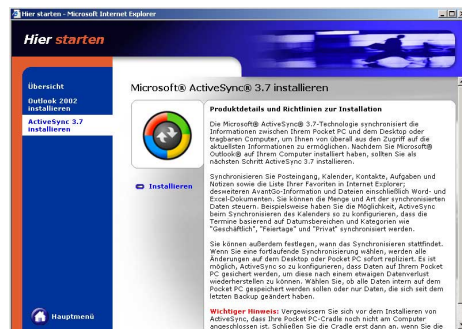 Hier starten - Microsoft Internet Explorer
Hier starten
Übersicht
Outlook 2002
installieren
ActiveSync 3.7
installieren
Hauptmenü
Microsoft® ActiveSync® 3.7 installieren
Installieren
Produktdetails und Richtlinien zur Installation
Die Microsoft® ActiveSync® 3.7-Technologie synchronisiert die
Informationen zwischen Ihrem Pocket PC und dem Desktop oder
tragbaren Computer, um Ihnen von überall aus den Zugriff auf die
aktuellsten Informationen zu ermöglichen. Nachdem Sie Microsoft®
Outlook® auf Ihrem Computer installiert haben, sollten Sie als
nächsten Schritt ActiveSync 3.7 installieren.
Synchronisieren Sie Posteingang, Kalender, Kontakte, Aufgaben und
Notizen sowie die Liste Ihrer Favoriten in Internet Explorer;
desweiteren AvantGo-Information und Dateien einschließlich Word- und
Excel-Dokumenten. Sie können die Menge und Art der synchronisierten
Daten steuern. Beispielsweise haben Sie die Möglichkeit, ActiveSync
beim Synchronisieren des Kalenders so zu konfigurieren, dass die
Termine basierend auf Datumsbereichen und Kategorien wie
"Geschäftlich", "Feiertage" und "Privat" synchronisiert werden.
Sie können außerdem festlegen, wann das Synchronisieren stattfindet.
Wenn Sie eine fortlaufende Synchronisierung wählen, werden alle
Änderungen auf dem Desktop oder Pocket PC sofort repliziert. Es ist
möglich, ActiveSync so zu konfigurieren, dass Daten auf Ihrem Pocket
PC gesichert werden, um diese nach einem etwaigen Datenverlust
wiederherstellen zu können. Wählen Sie, ob alle Daten intern auf dem
Pocket PC gespeichert werden sollen oder nur Daten, die sich seit dem
letzten Backup geändert haben.
Wichtiger Hinweis: Vergewissern Sie sich vor dem Installieren von
ActiveSync, dass Ihre Pocket PC-Cradle noch nicht am Computer
angeschlossen ist. Schließen Sie die Cradle erst dann an, wenn Sie die